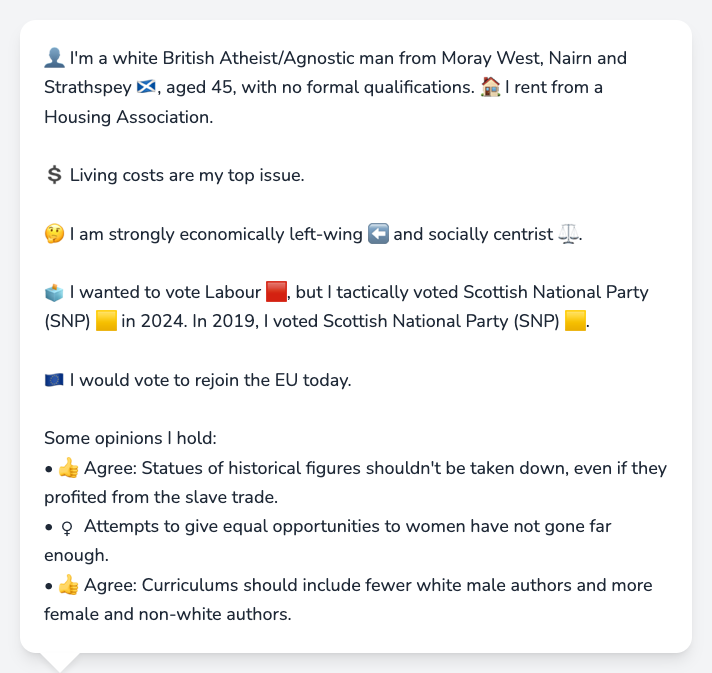 👤 I'm a white British Atheist/Agnostic man from Moray West, Nairn and
Strathspey 🏴󠁧󠁢󠁳󠁣󠁴󠁿, aged 45, with no formal qualifications. 🏠 I rent from a
Housing Association.
💲 Living costs are my top issue.
🤔 I am strongly economically left-wing ⬅️ and socially centrist ⚖️.
🗳️ I wanted to vote Labour 🟥, but I tactically voted Scottish National Party
(SNP) 🟨 in 2024. In 2019, I voted Scottish National Party (SNP) 🟨.
🇪🇺 I would vote to rejoin the EU today.
Some opinions I hold:
• 👍 Agree: Statues of historical figures shouldn't be taken down, even if they
profited from the slave trade.
• ♀ Attempts to give equal opportunities to women have not gone far
enough.
• 👍 Agree: Curriculums should include fewer white male authors and more
female and non-white authors.